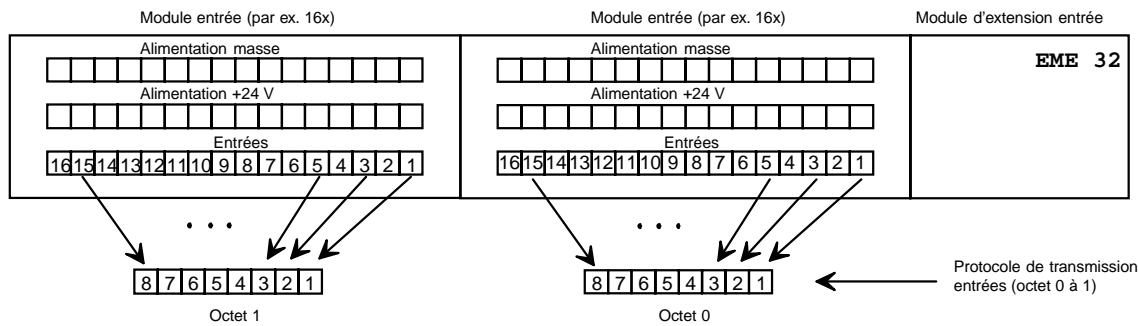 Module entrée (par ex. 16x) Module entrée (par ex. 16x) Module d'extension entrée
Alimentation masse Alimentation masse
EME 32
Alimentation +24 V Alimentation +24 V
Entrées Entrées
16 15 14 13 12 11 10 9 8 7 6 5 4 3 2 1 16 15 14 13 12 11 10 9 8 7 6 5 4 3 2 1
. . . . . .
8 7 6 5 4 3 2 1 8 7 6 5 4 3 2 1 Protocole de transmission
entrées (octet 0 à 1)
Octet 1 Octet 0